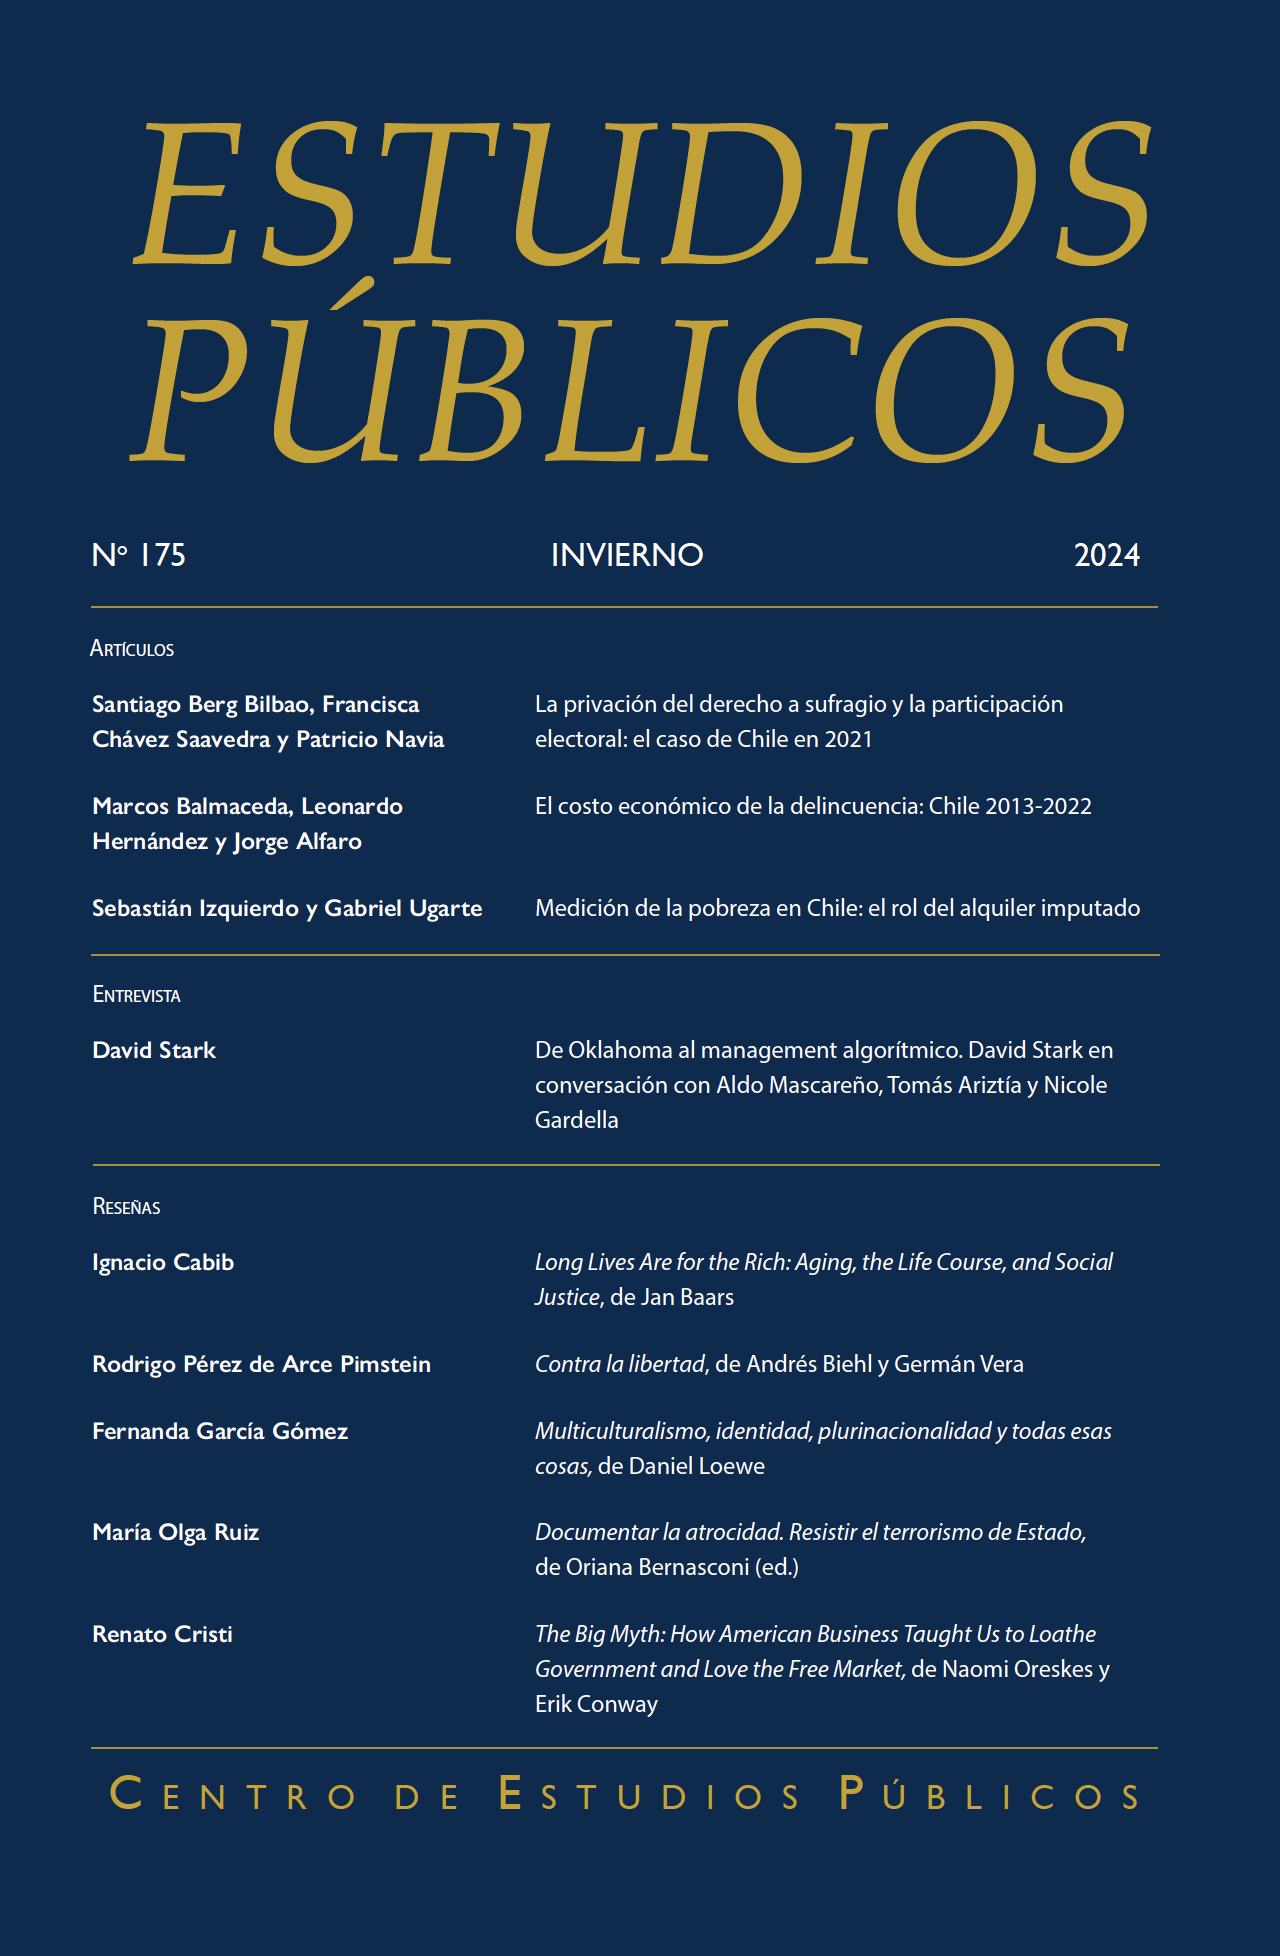 ESTUDIOS
PÚBLICOS
Nº 175 INVIERNO 2024
Artículos
Santiago Berg Bilbao, Francisca
Chávez Saavedra y Patricio Navia
La privación del derecho a sufragio y la participación
electoral: el caso de Chile en 2021
Marcos Balmaceda, Leonardo
Hernández y Jorge Alfaro
El costo económico de la delincuencia: Chile 2013-2022
Sebastián Izquierdo y Gabriel Ugarte
Medición de la pobreza en Chile: el rol del alquiler imputado
Entrevista
David Stark
De Oklahoma al management algorítmico. David Stark en
conversación con Aldo Mascareño, Tomás Ariztía y Nicole
Gardella
Reseñas
Ignacio Cabib
Long Lives Are for the Rich: Aging, the Life Course, and Social
Justice, de Jan Baars
Rodrigo Pérez de Arce Pimstein
Contra la libertad, de Andrés Biehl y Germán Vera
Fernanda García Gómez
Multiculturalismo, identidad, plurinacionalidad y todas esas
cosas, de Daniel Loewe
María Olga Ruiz
Documentar la atrocidad. Resistir el terrorismo de Estado,
de Oriana Bernasconi (ed.)
Renato Cristi
The Big Myth: How American Business Taught Us to Loathe
Government and Love the Free Market, de Naomi Oreskes y
Erik Conway
Centro de Estudios Públicos